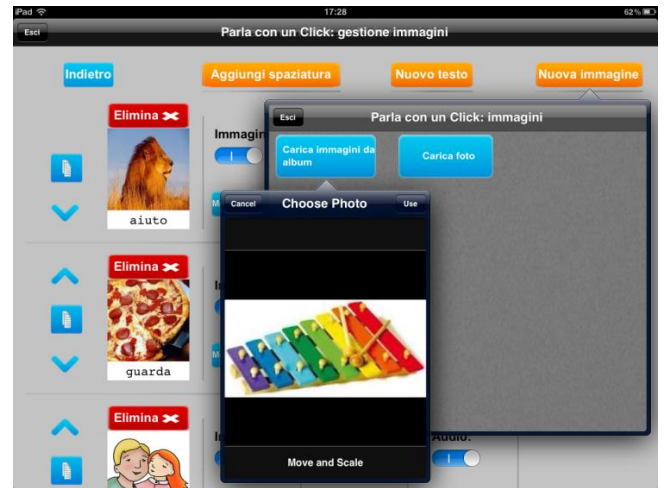 iPad 17:28 62%
Esci Parla con un Click: gestione immagini
Indietro Aggiungi spaziatura Nuovo testo Nuova immagine
Elimina
Immagin
aiuto
Esci Parla con un Click: immagini
Carica immagini da
album
Carica foto
Cancel Choose Photo Use
Move and Scale
Elimina
guarda
Elimina
Audio: